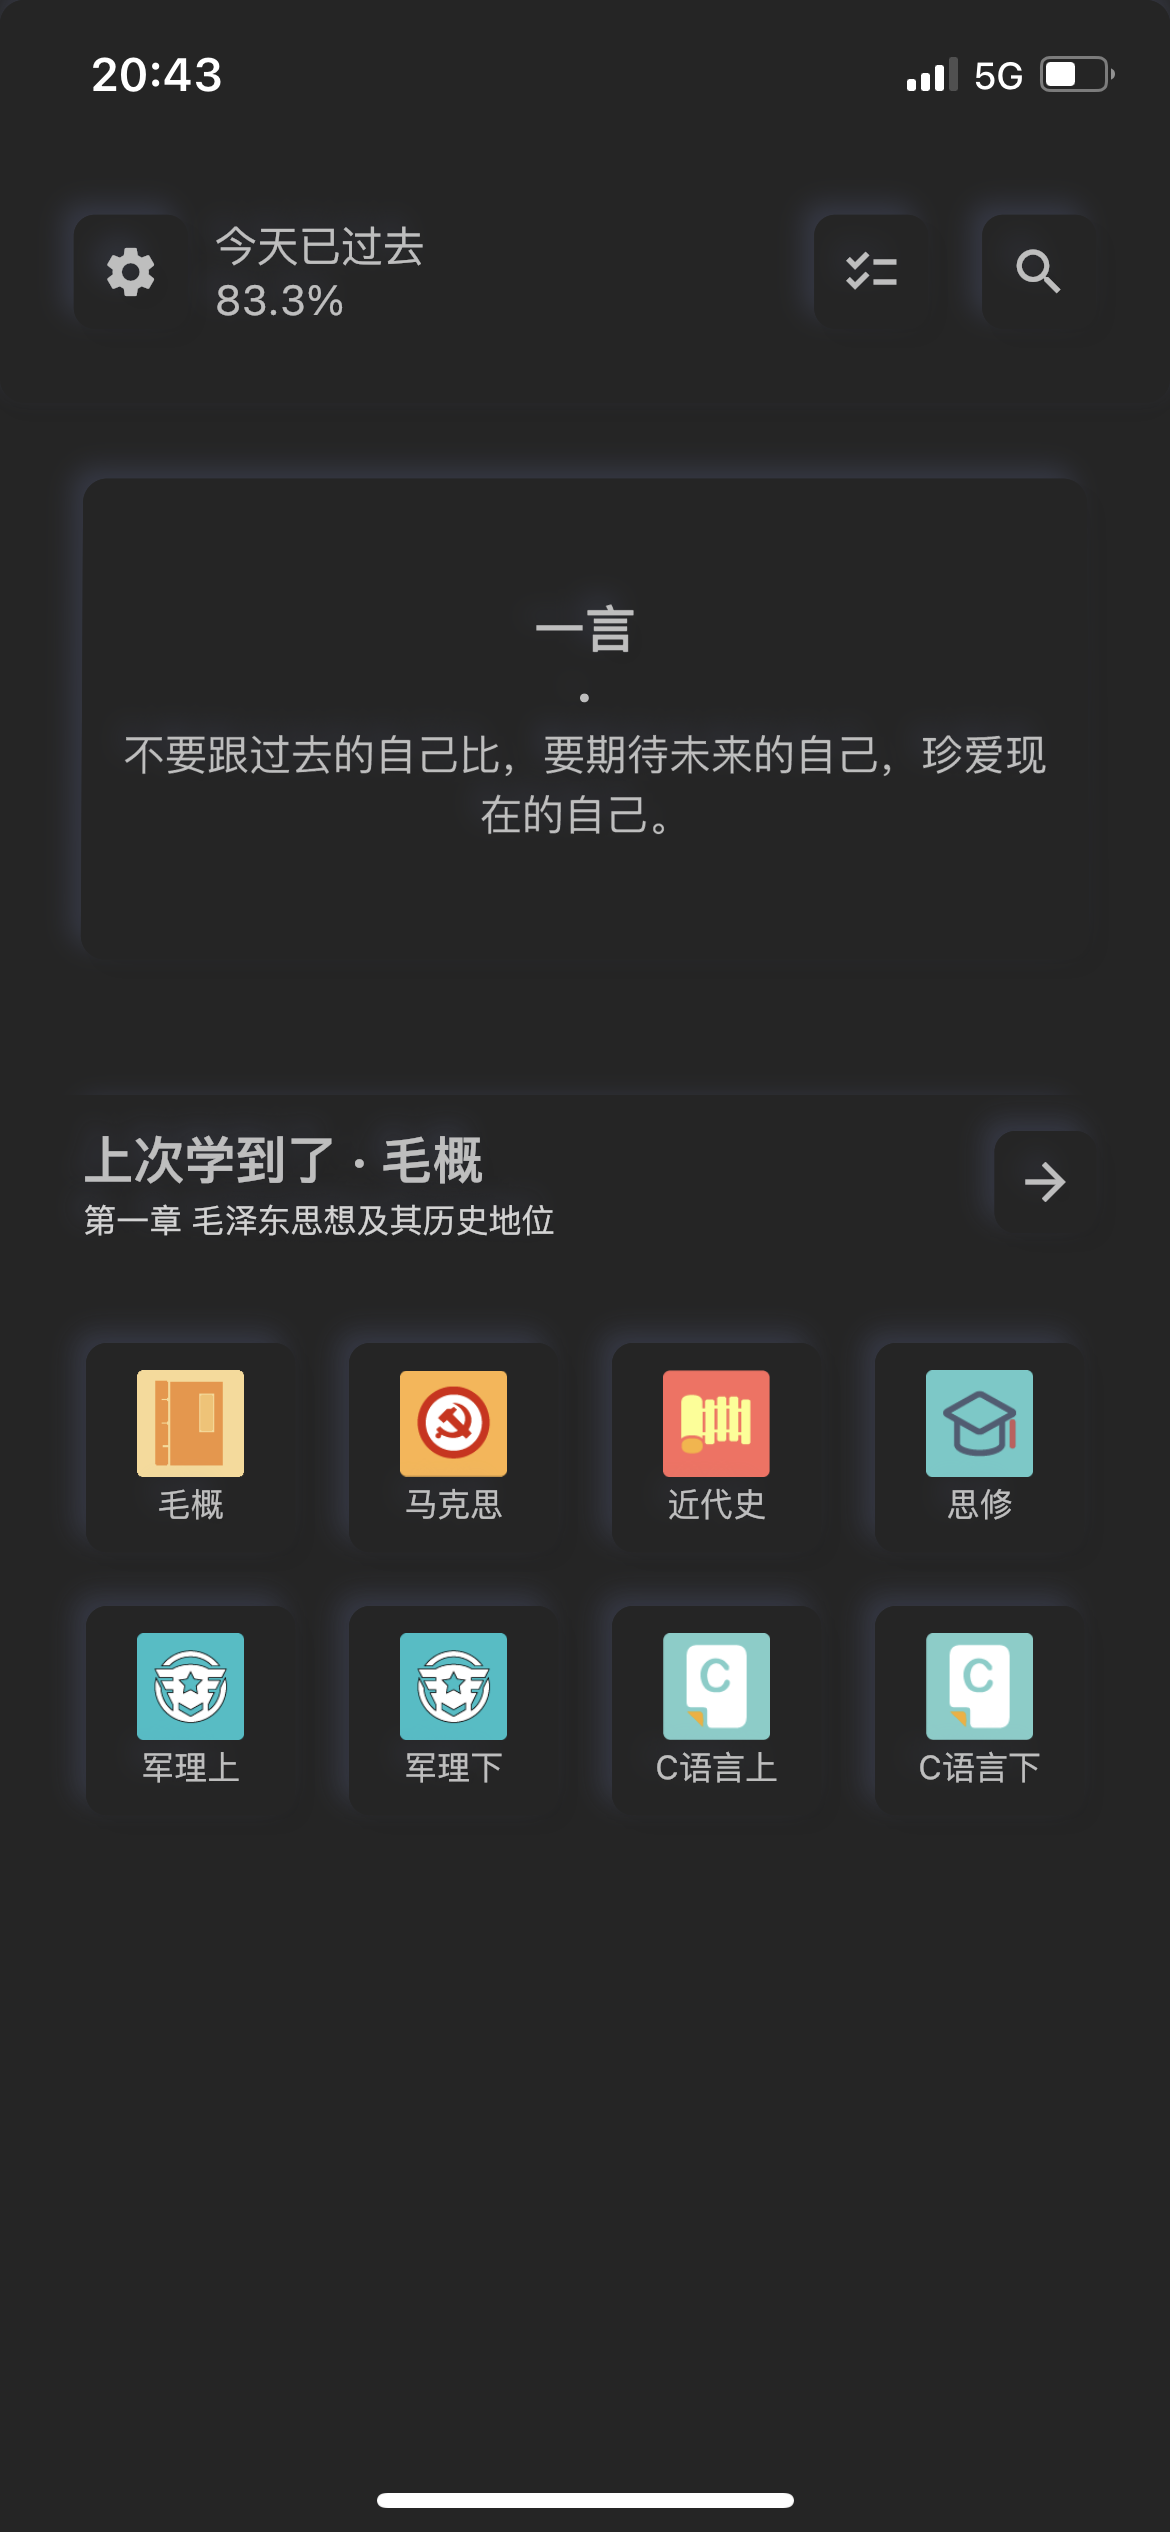 20:43
5G
今天已过去
83.3%
一言
·
不要跟过去的自己比，要期待未来的自己，珍爱现
在的自己。
上次学到了 · 毛概
第一章 毛泽东思想及其历史地位
毛概
马克思
近代史
思修
军理上
军理下
C
C语言上
C
C语言下